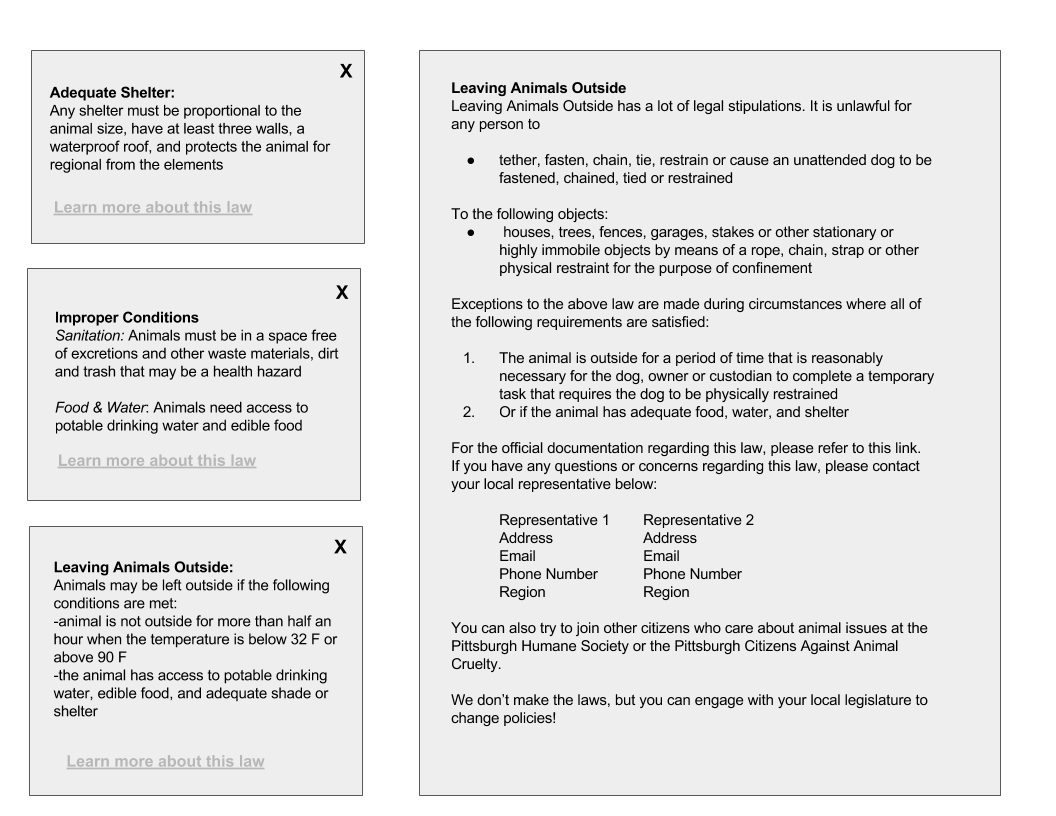 X
Adequate Shelter:
Any shelter must be proportional to the
animal size, have at least three walls, a
waterproof roof, and protects the animal for
regional from the elements
Learn more about this law
X
Improper Conditions
Sanitation: Animals must be in a space free
of excretions and other waste materials, dirt
and trash that may be a health hazard
Food & Water: Animals need access to
potable drinking water and edible food
Learn more about this law
X
Leaving Animals Outside:
Animals may be left outside if the following
conditions are met:
-animal is not outside for more than half an
hour when the temperature is below 32 F or
above 90 F
-the animal has access to potable drinking
water, edible food, and adequate shade or
shelter
Learn more about this law
Leaving Animals Outside
Leaving Animals Outside has a lot of legal stipulations. It is unlawful for
any person to
● tether, fasten, chain, tie, restrain or cause an unattended dog to be
fastened, chained, tied or restrained
To the following objects:
● houses, trees, fences, garages, stakes or other stationary or
highly immobile objects by means of a rope, chain, strap or other
physical restraint for the purpose of confinement
Exceptions to the above law are made during circumstances where all of
the following requirements are satisfied:
1. The animal is outside for a period of time that is reasonably
necessary for the dog, owner or custodian to complete a temporary
task that requires the dog to be physically restrained
2. Or if the animal has adequate food, water, and shelter
For the official documentation regarding this law, please refer to this link.
If you have any questions or concerns regarding this law, please contact
your local representative below:
Representative 1 Representative 2
Address Address
Email Email
Phone Number Phone Number
Region Region
You can also try to join other citizens who care about animal issues at the
Pittsburgh Humane Society or the Pittsburgh Citizens Against Animal
Cruelty.
We don’t make the laws, but you can engage with your local legislature to
change policies!